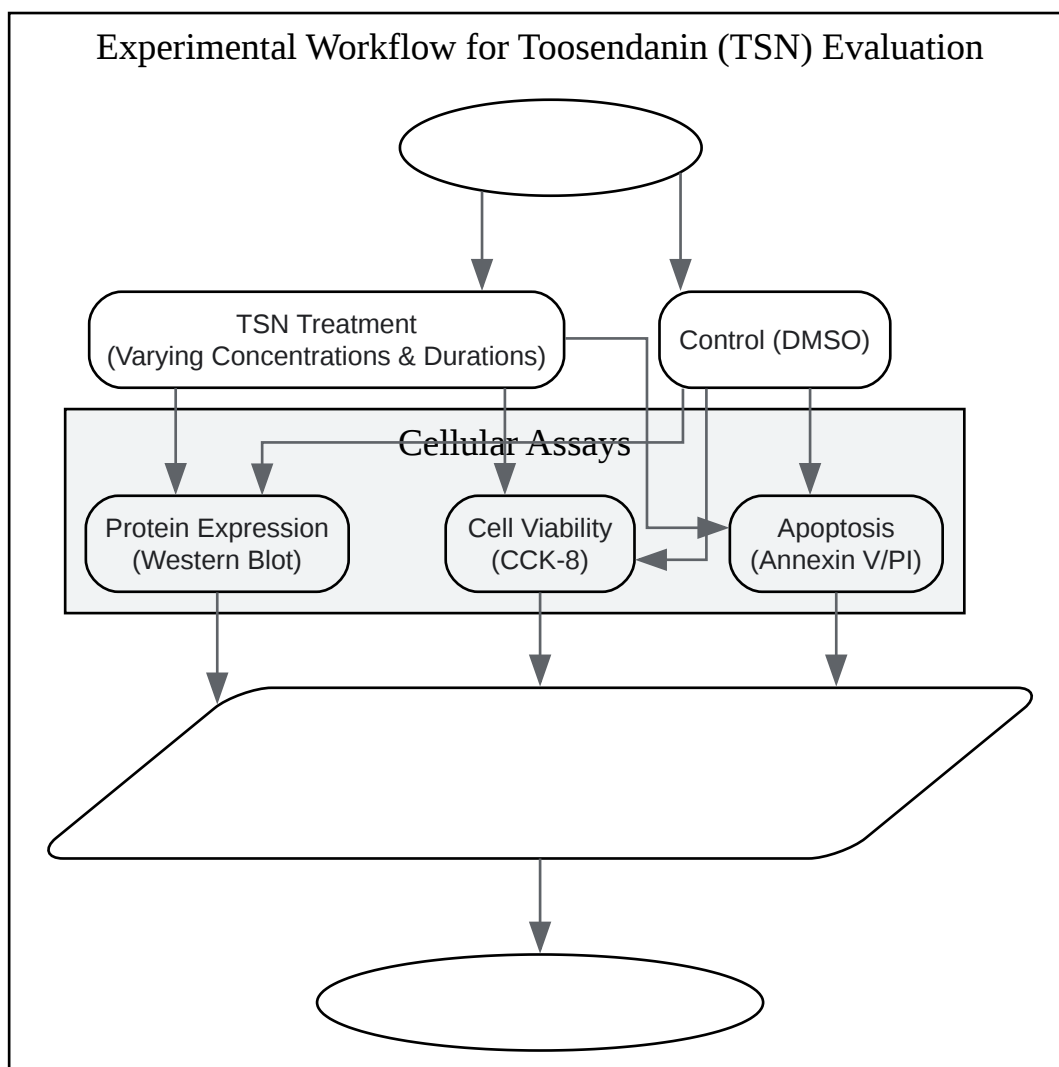 Experimental Workflow for Toosendanin (TSN) Evaluation
TSN Treatment
(Varying Concentrations & Durations)
Control (DMSO)
Cellular Assays
Protein Expression
(Western Blot)
Cell Viability
(CCK-8)
Apoptosis
(Annexin V/PI)